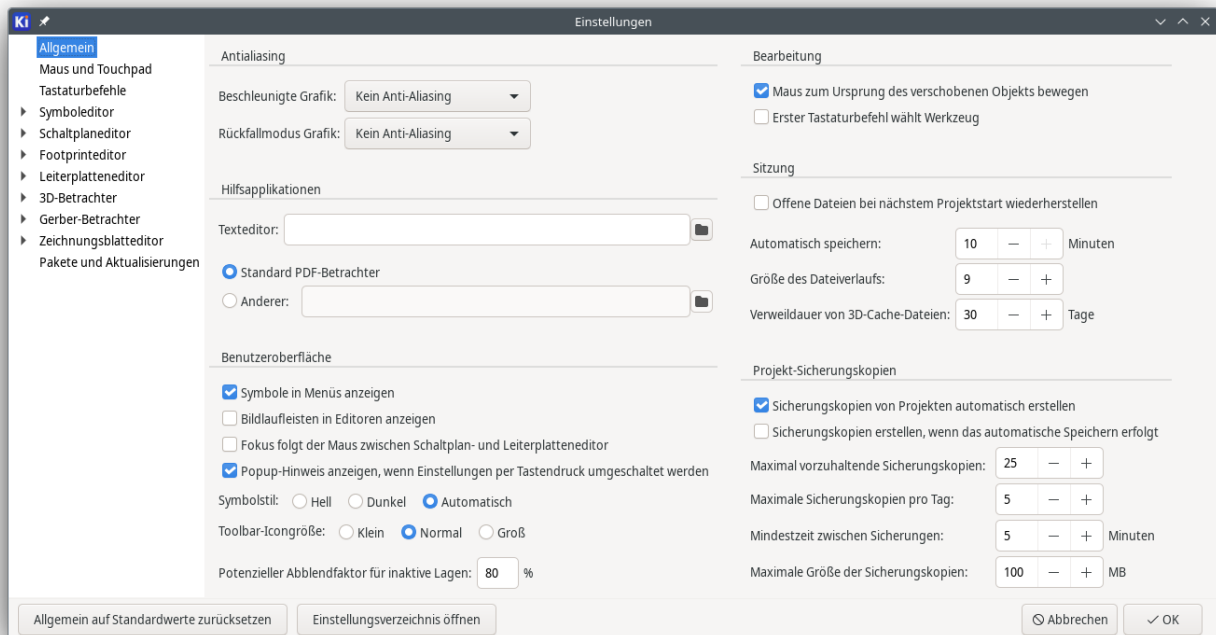 Ki
Einstellungen
Allgemein
Maus und Touchpad
Tastaturbefehle
Symboleditor
Schaltplaneditor
Footprinteditor
Leiterplatteneditor
3D-Betrachter
Gerber-Betrachter
Zeichnungsblatteditor
Pakete und Aktualisierungen
Antialiasing
Beschleunigte Grafik: Kein Anti-Aliasing
Rückfallmodus Grafik: Kein Anti-Aliasing
Hilfsapplikationen
Texteditor:
Standard PDF-Betrachter
Anderer:
Benutzeroberfläche
Symbole in Menüs anzeigen
Bildlaufleisten in Editoren anzeigen
Fokus folgt der Maus zwischen Schaltplan- und Leiterplatteneditor
Popup-Hinweis anzeigen, wenn Einstellungen per Tastendruck umgeschaltet werden
Symbolstil: Hell Dunkel Automatisch
Toolbar-Icongröße: Klein Normal Groß
Potenzieller Abblendfaktor für inaktive Lagen: 80 %
Bearbeitung
Maus zum Ursprung des verschobenen Objekts bewegen
Erster Tastaturbefehl wählt Werkzeug
Sitzung
Offene Dateien bei nächstem Projektstart wiederherstellen
Automatisch speichern: 10 − + Minuten
Größe des Dateiverlaufs: 9 − +
Verweildauer von 3D-Cache-Dateien: 30 − + Tage
Projekt-Sicherungskopien
Sicherungskopien von Projekten automatisch erstellen
Sicherungskopien erstellen, wenn das automatische Speichern erfolgt
Maximal vorzuhaltende Sicherungskopien: 25 − +
Maximale Sicherungskopien pro Tag: 5 − +
Mindestzeit zwischen Sicherungen: 5 − + Minuten
Maximale Größe der Sicherungskopien: 100 − + MB
Allgemein auf Standardwerte zurücksetzen Einstellungsverzeichnis öffnen Abbrechen OK